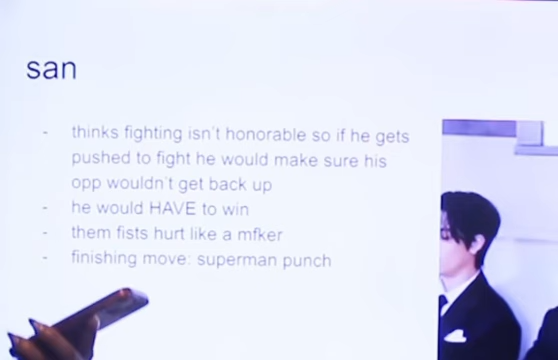 san
- thinks fighting isn't honorable so if he gets
pushed to fight he would make sure his
opp wouldn't get back up
- he would HAVE to win
- them fists hurt like a mfker
- finishing move: superman punch